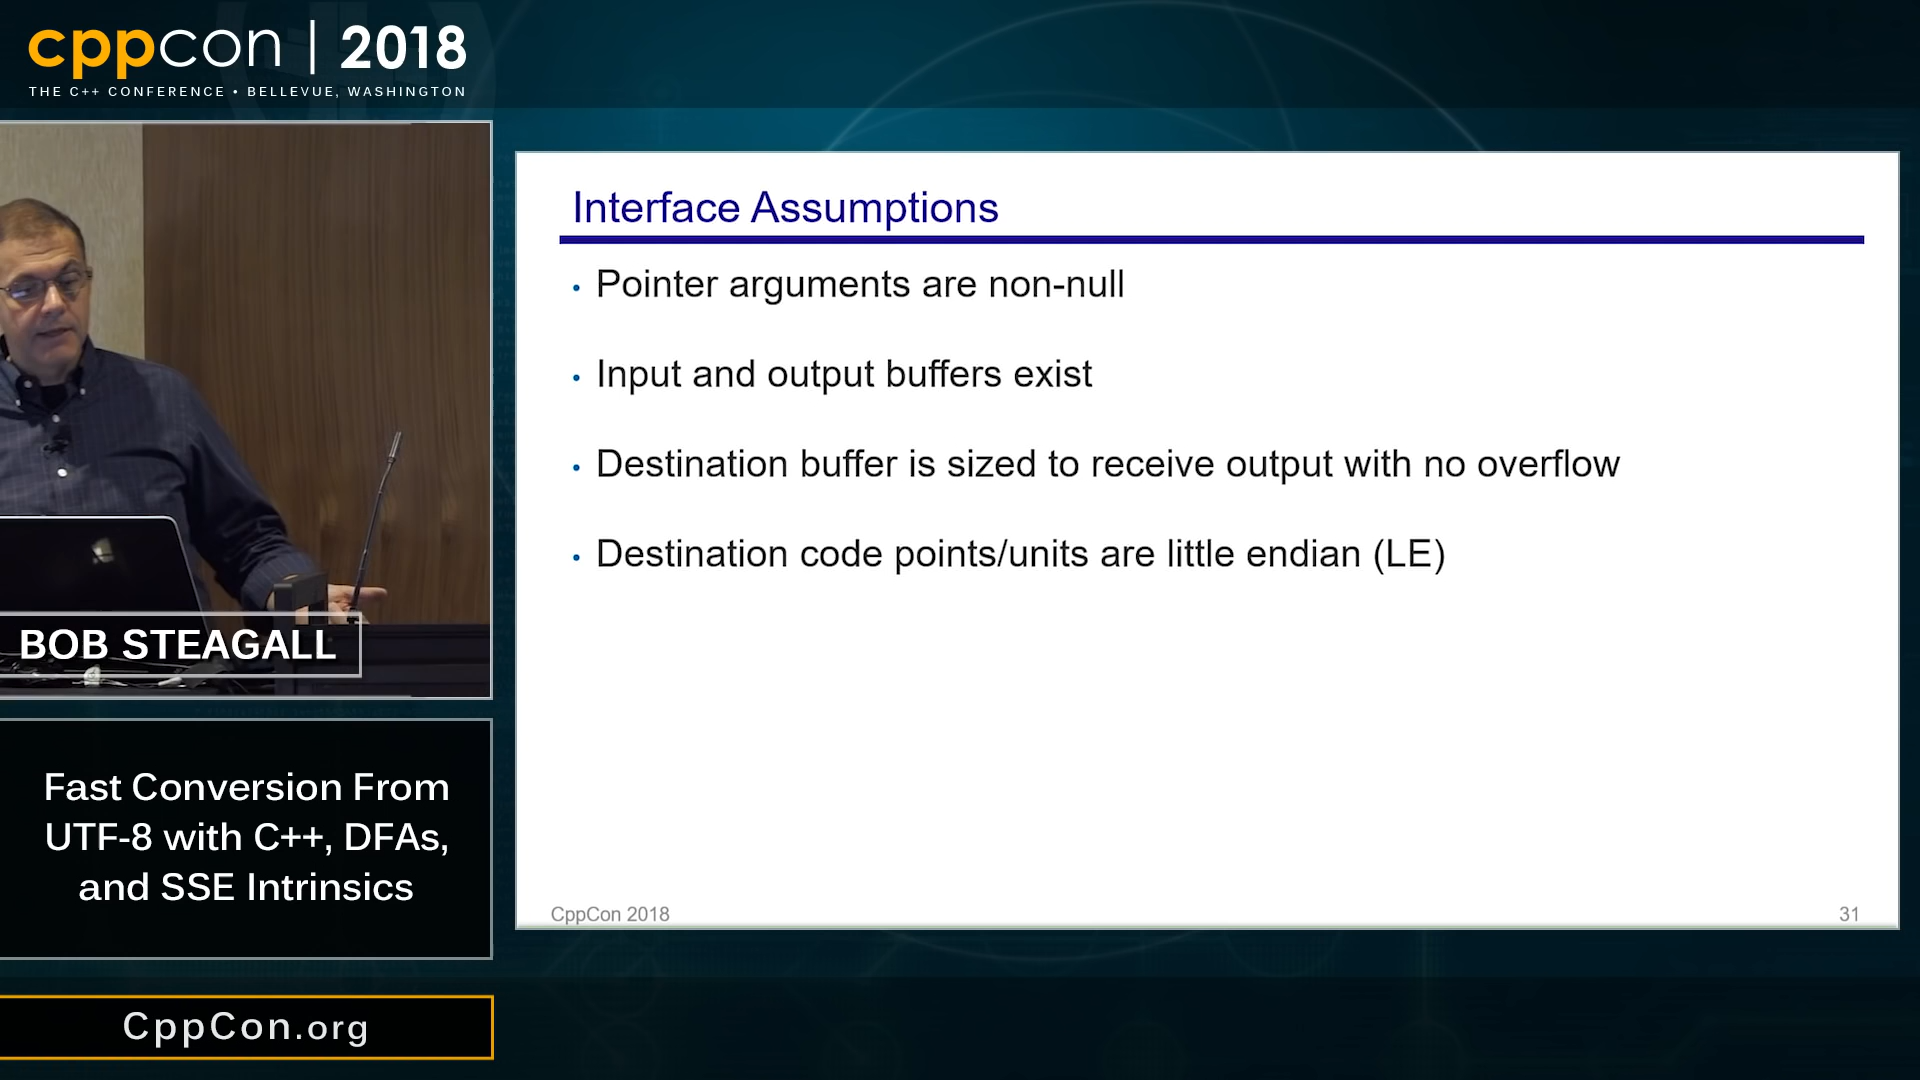 cppcon | 2018
THE C++ CONFERENCE • BELLEVUE, WASHINGTON
BOB STEAGALL
Fast Conversion From
UTF-8 with C++, DFAs,
and SSE Intrinsics
CppCon.org
Interface Assumptions
• Pointer arguments are non-null
• Input and output buffers exist
• Destination buffer is sized to receive output with no overflow
• Destination code points/units are little endian (LE)
CppCon 2018
31